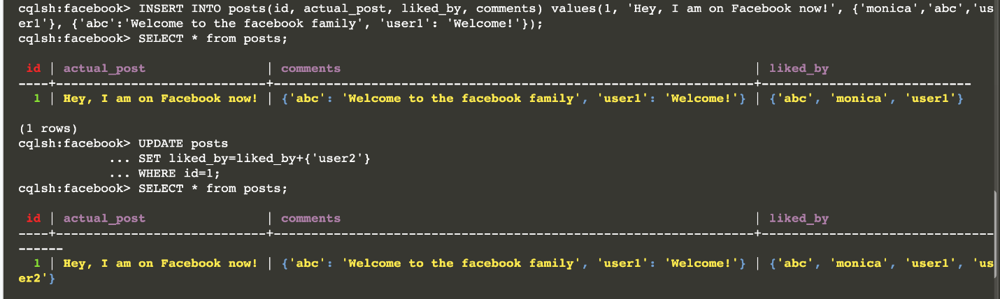 cqlsh:facebook> INSERT INTO posts(id, actual_post, liked_by, comments) values(1, 'Hey, I am on Facebook now!', {'monica','abc','us
er1'}, {'abc':'Welcome to the facebook family', 'user1': 'Welcome!'});
cqlsh:facebook> SELECT * from posts;
 id | actual_post                | comments                                                       | liked_by
----+----------------------------+----------------------------------------------------------------+----------------------------
  1 | Hey, I am on Facebook now! | {'abc': 'Welcome to the facebook family', 'user1': 'Welcome!'} | {'abc', 'monica', 'user1'}
(1 rows)
cqlsh:facebook> UPDATE posts
            ... SET liked_by=liked_by+{'user2'}
            ... WHERE id=1;
cqlsh:facebook> SELECT * from posts;
 id | actual_post                | comments                                                       | liked_by
----+----------------------------+----------------------------------------------------------------+-------------------------------
------
  1 | Hey, I am on Facebook now! | {'abc': 'Welcome to the facebook family', 'user1': 'Welcome!'} | {'abc', 'monica', 'user1', 'us
er2'}